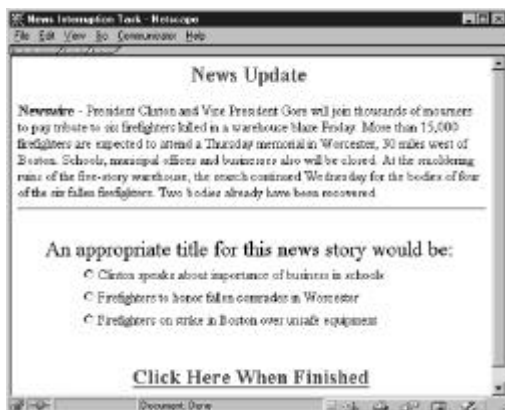 News Interruption Task - Netscape
File Edit View Go Communicator Help
News Update
Newswire - President Clinton and Vice President Gore will join thousands of mourners
to pay tribute to six firefighters killed in a warehouse blaze Friday. More than 15,000
firefighters are expected to attend a Thursday memorial in Worcester, 30 miles west of
Boston. Schools, municipal offices and businesses also will be closed. At the smoldering
ruins of the five-story warehouse, the search continued Wednesday for the bodies of four
of the six fallen firefighters. Two bodies already have been recovered.
An appropriate title for this news story would be:
Clinton speaks about importance of business in schools
Firefighters to honor fallen comrades in Worcester
Firefighters on strike in Boston over unsafe equipment
Click Here When Finished
Document: Done